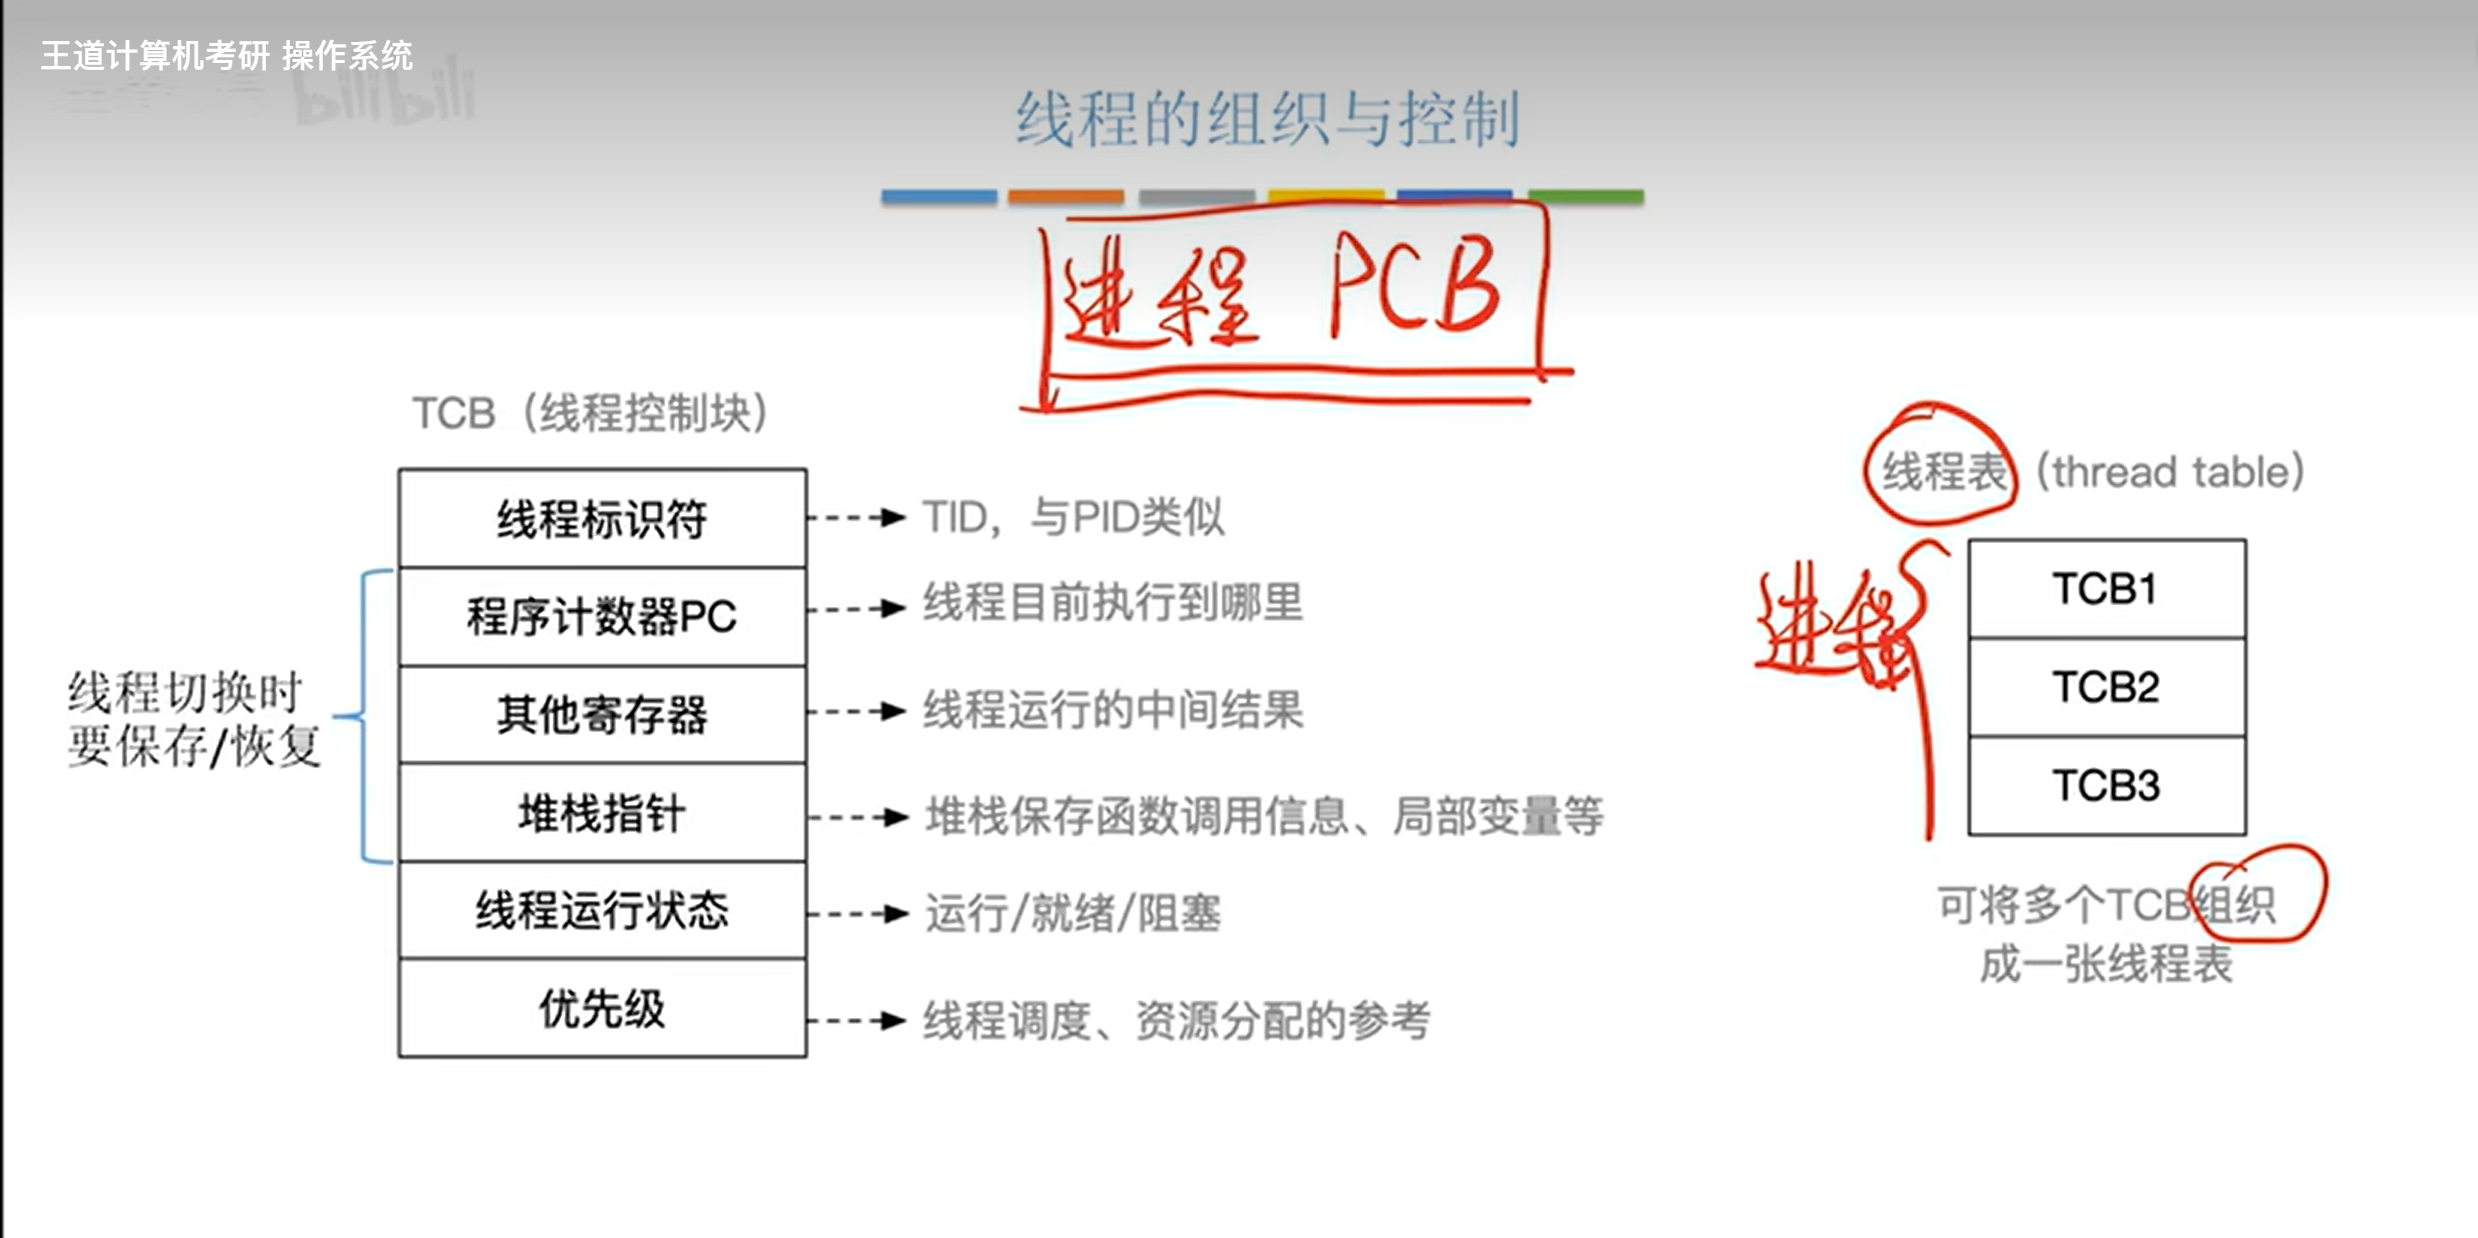 王道计算机考研 操作系统
bilibili
线程的组织与控制
进程 PCB
TCB（线程控制块）
线程标识符
TID，与PID类似
程序计数器PC
线程目前执行到哪里
其他寄存器
线程运行的中间结果
堆栈指针
堆栈保存函数调用信息、局部变量等
线程运行状态
运行/就绪/阻塞
优先级
线程调度、资源分配的参考
线程切换时
要保存/恢复
线程表（thread table）
进程
TCB1
TCB2
TCB3
可将多个TCB组织
成一张线程表